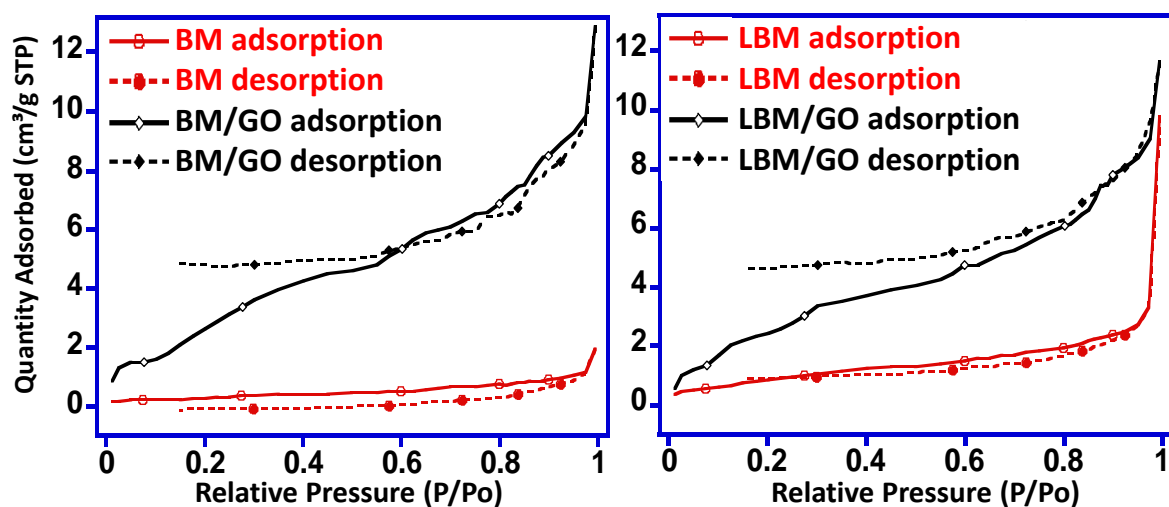 Quantity Adsorbed (cm³/g STP)
12
10
8
6
4
2
0
BM adsorption
BM desorption
BM/GO adsorption
BM/GO desorption
0 0.2 0.4 0.6 0.8 1
Relative Pressure (P/Po)
12
10
8
6
4
2
0
LBM adsorption
LBM desorption
LBM/GO adsorption
LBM/GO desorption
0 0.2 0.4 0.6 0.8 1
Relative Pressure (P/Po)